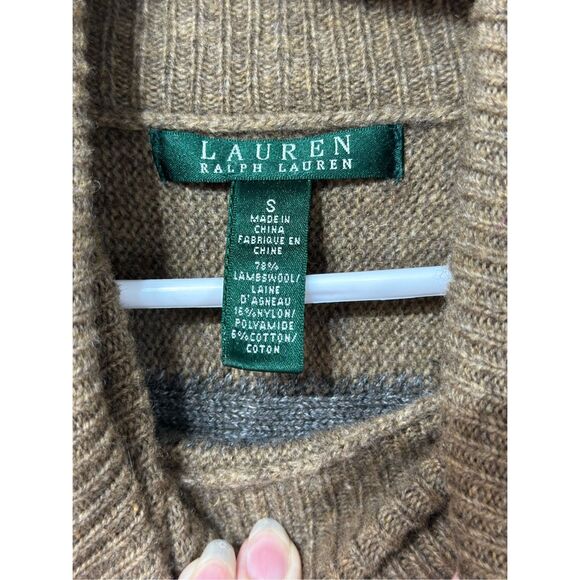 LAUREN
RALPH LAUREN
S
MADE IN
CHINA
FABRIQUE EN
CHINE
78%
LAMBSWOOL/
LAINE
D'AGNEAU
16%NYLON/
POLYAMIDE
6%COTTON/
COTON